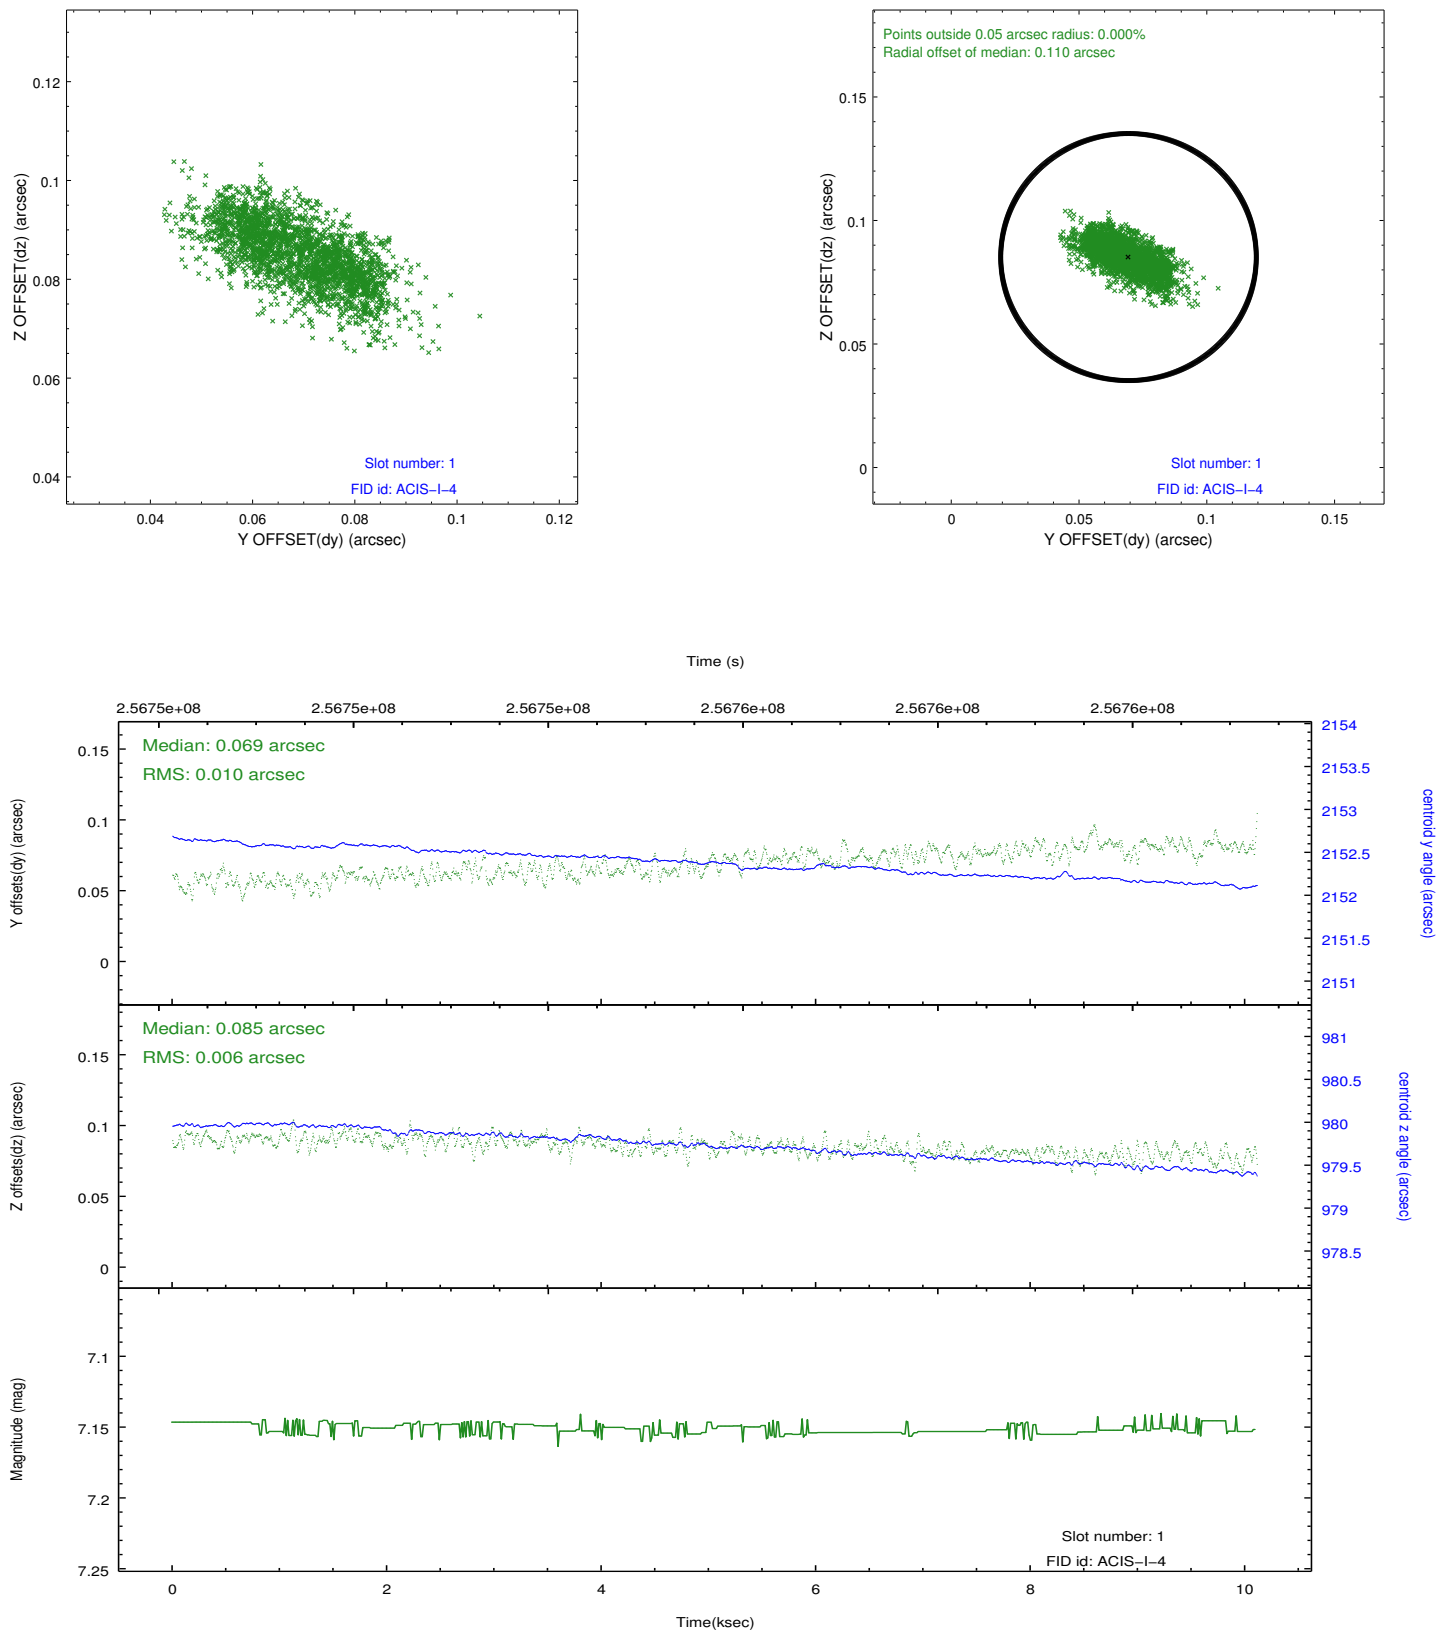 0.12
0.1
0.08
0.06
0.04
Z OFFSET(dz) (arcsec)
Slot number: 1
FID id: ACIS−I−4
0.04 0.06 0.08 0.1 0.12
Y OFFSET(dy) (arcsec)
Points outside 0.05 arcsec radius: 0.000%
Radial offset of median: 0.110 arcsec
0.15
0.1
0.05
0
Z OFFSET(dz) (arcsec)
Slot number: 1
FID id: ACIS−I−4
0 0.05 0.1 0.15
Y OFFSET(dy) (arcsec)
Time (s)
2.5675e+08 2.5675e+08 2.5675e+08 2.5676e+08 2.5676e+08 2.5676e+08
Median: 0.069 arcsec
RMS: 0.010 arcsec
0.15
0.1
0.05
0
Y offsets(dy) (arcsec)
2154
2153.5
2153
2152.5
2152
2151.5
2151
centroid y angle (arcsec)
Median: 0.085 arcsec
RMS: 0.006 arcsec
0.15
0.1
0.05
0
Z offsets(dz) (arcsec)
981
980.5
980
979.5
979
978.5
centroid z angle (arcsec)
7.1
7.15
7.2
7.25
Magnitude (mag)
Slot number: 1
FID id: ACIS−I−4
0 2 4 6 8 10
Time(ksec)